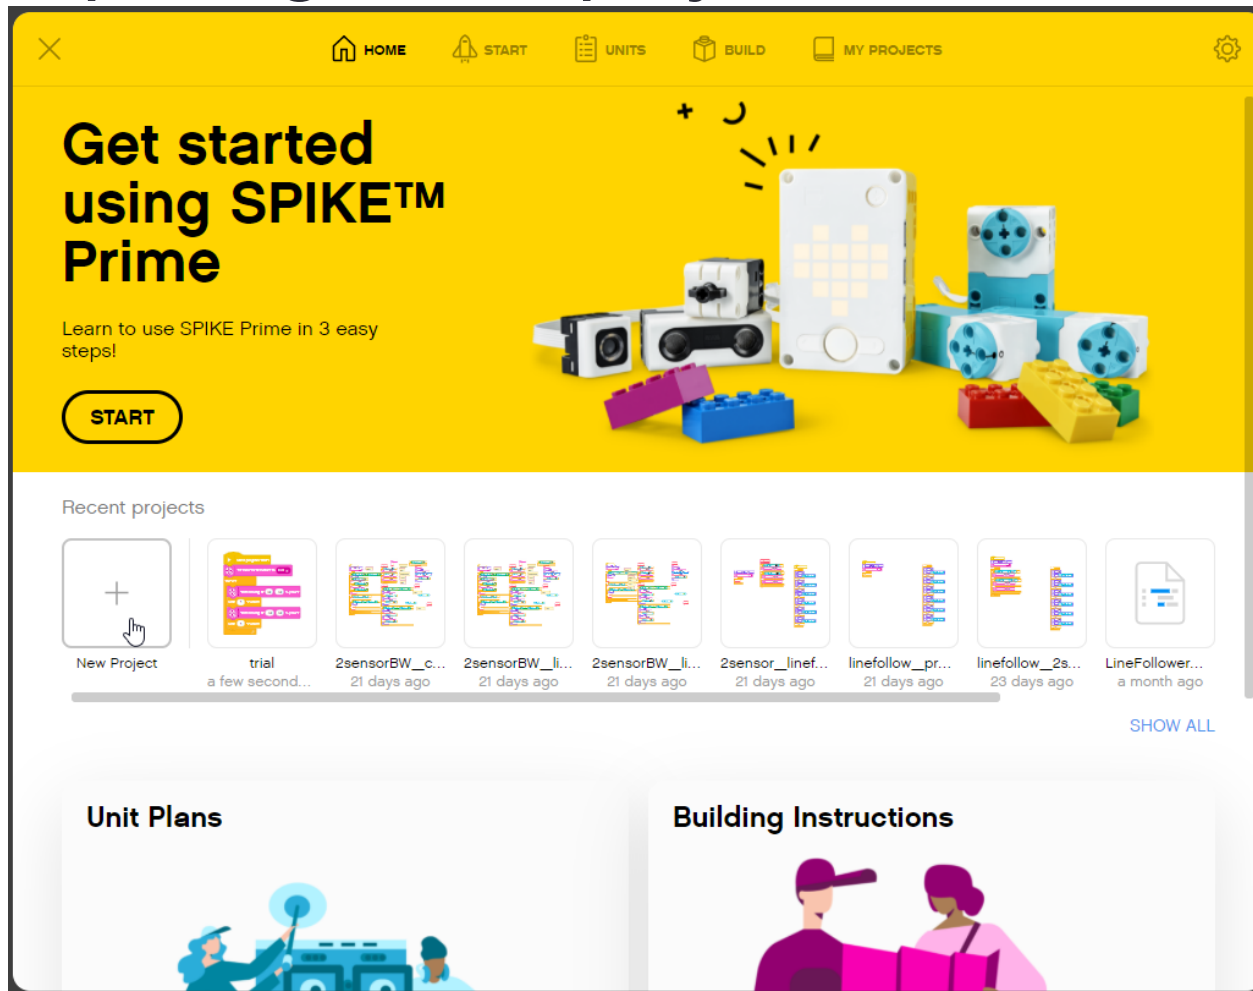 HOME START UNITS BUILD MY PROJECTS
Get started
using SPIKE™
Prime
Learn to use SPIKE Prime in 3 easy
steps!
START
Recent projects
New Project trial 2sensorBW__c... 2sensorBW__li... 2sensorBW__li... 2sensor__linef... linefollow__pr... linefollow__2s... LineFollower...
a few second... 21 days ago 21 days ago 21 days ago 21 days ago 21 days ago 23 days ago a month ago
SHOW ALL
Unit Plans Building Instructions